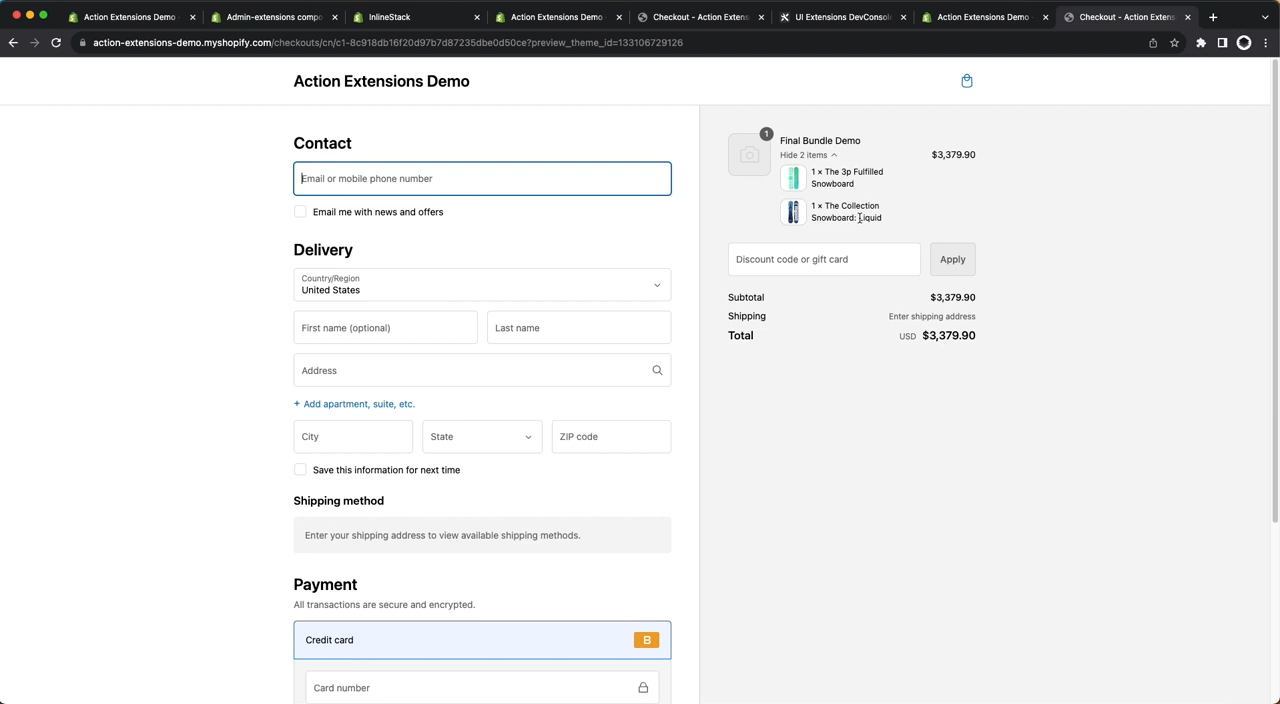 Action Extensions Demo
Admin-extensions compo
InlineStack
Action Extensions Demo
Checkout - Action Extens
UI Extensions DevConsol
Action Extensions Demo
Checkout - Action Extens
action-extensions-demo.myshopify.com/checkouts/cn/c1-8c918db16f20d97b7d87235dbe0d50ce?preview_theme_id=133106729126
Action Extensions Demo
Contact
Email or mobile phone number
Email me with news and offers
Delivery
Country/Region
United States
First name (optional)
Last name
Address
+ Add apartment, suite, etc.
City
State
ZIP code
Save this information for next time
Shipping method
Enter your shipping address to view available shipping methods.
Payment
All transactions are secure and encrypted.
Credit card
B
Card number
1
Final Bundle Demo
Hide 2 items
$3,379.90
1 × The 3p Fulfilled
Snowboard
1 × The Collection
Snowboard: Liquid
Discount code or gift card
Apply
Subtotal $3,379.90
Shipping Enter shipping address
Total USD $3,379.90